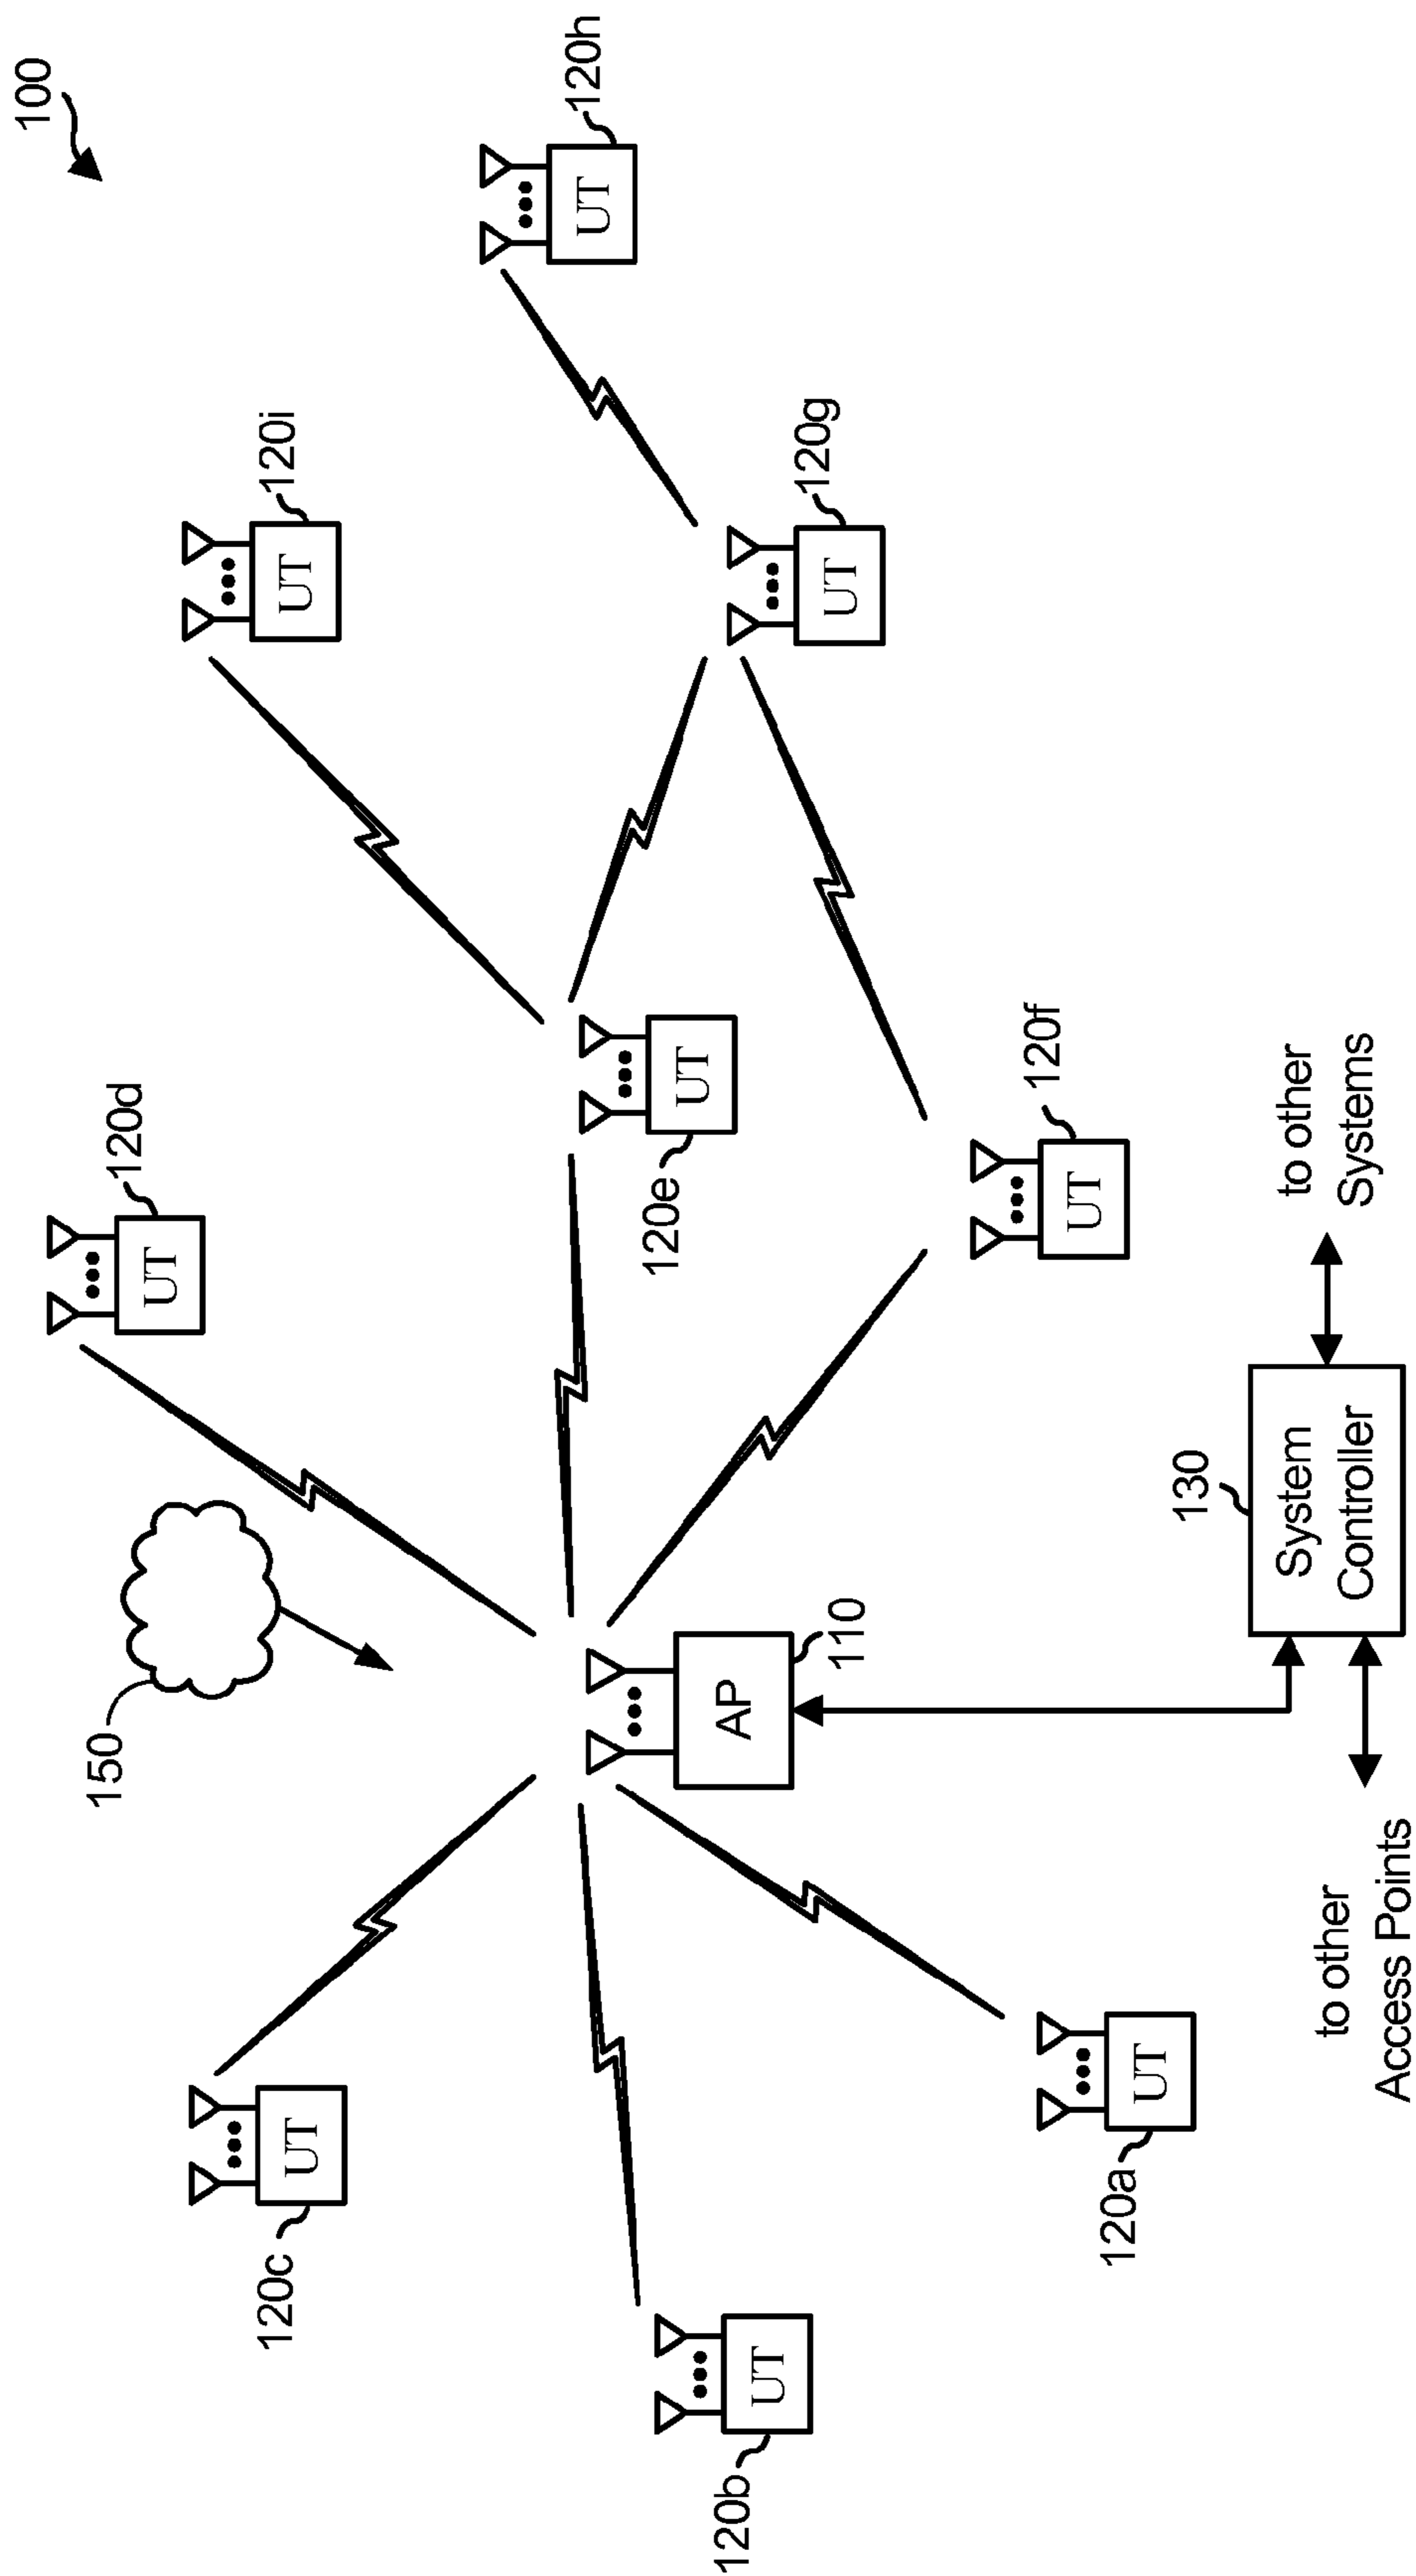 100
150
120d
UT
120i
UT
120h
UT
120c
UT
120e
UT
120g
UT
120b
UT
AP
110
120f
UT
120a
UT
130
System
Controller
to other
Systems
to other
Access Points